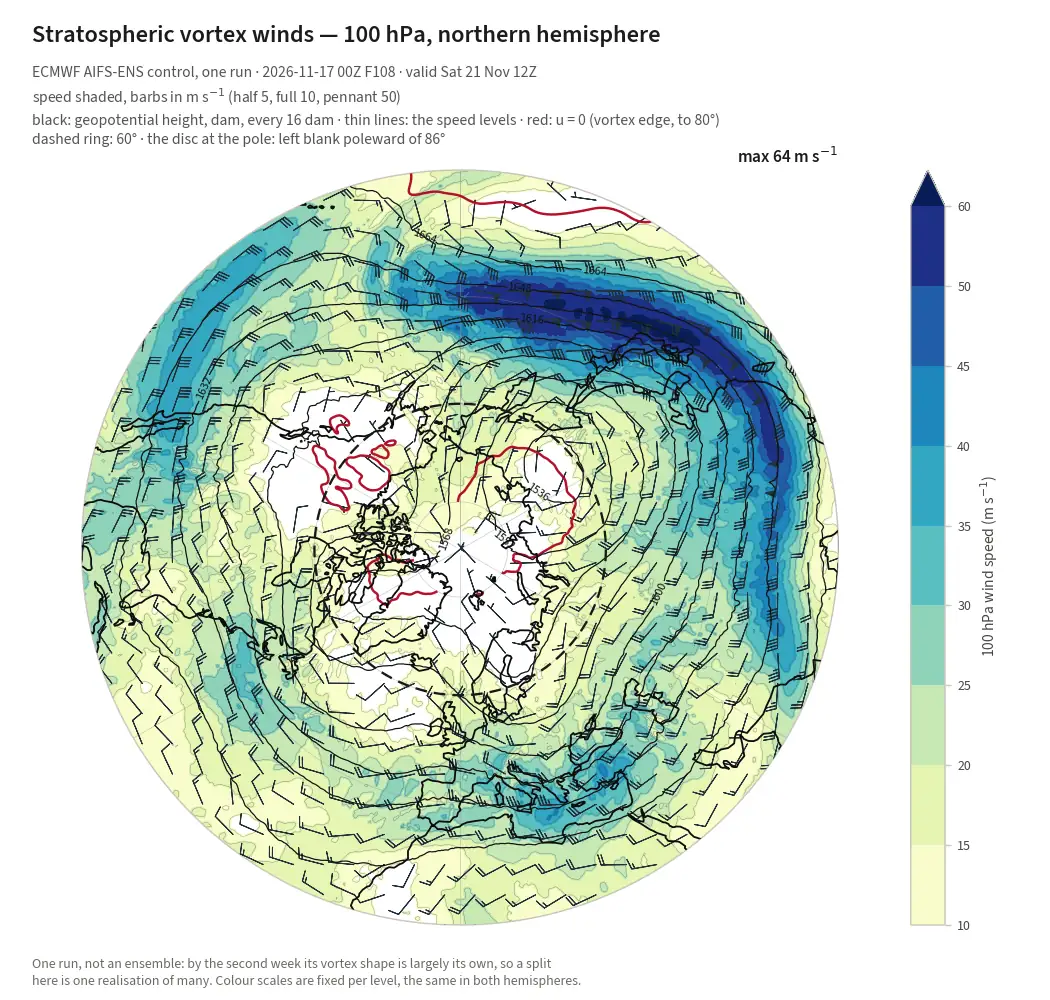 Stratospheric vortex winds — 100 hPa, northern hemisphere
ECMWF AIFS-ENS control, one run · 2026-11-17 00Z F108 · valid Sat 21 Nov 12Z
speed shaded, barbs in m s⁻¹ (half 5, full 10, pennant 50)
black: geopotential height, dam, every 16 dam · thin lines: the speed levels · red: u = 0 (vortex edge, to 80°)
dashed ring: 60° · the disc at the pole: left blank poleward of 86°
max 64 m s⁻¹
1664
1664
1648
1616
1632
1536
1568
1600
60
50
45
40
35
30
25
20
15
10
100 hPa wind speed (m s⁻¹)
One run, not an ensemble: by the second week its vortex shape is largely its own, so a split
here is one realisation of many. Colour scales are fixed per level, the same in both hemispheres.